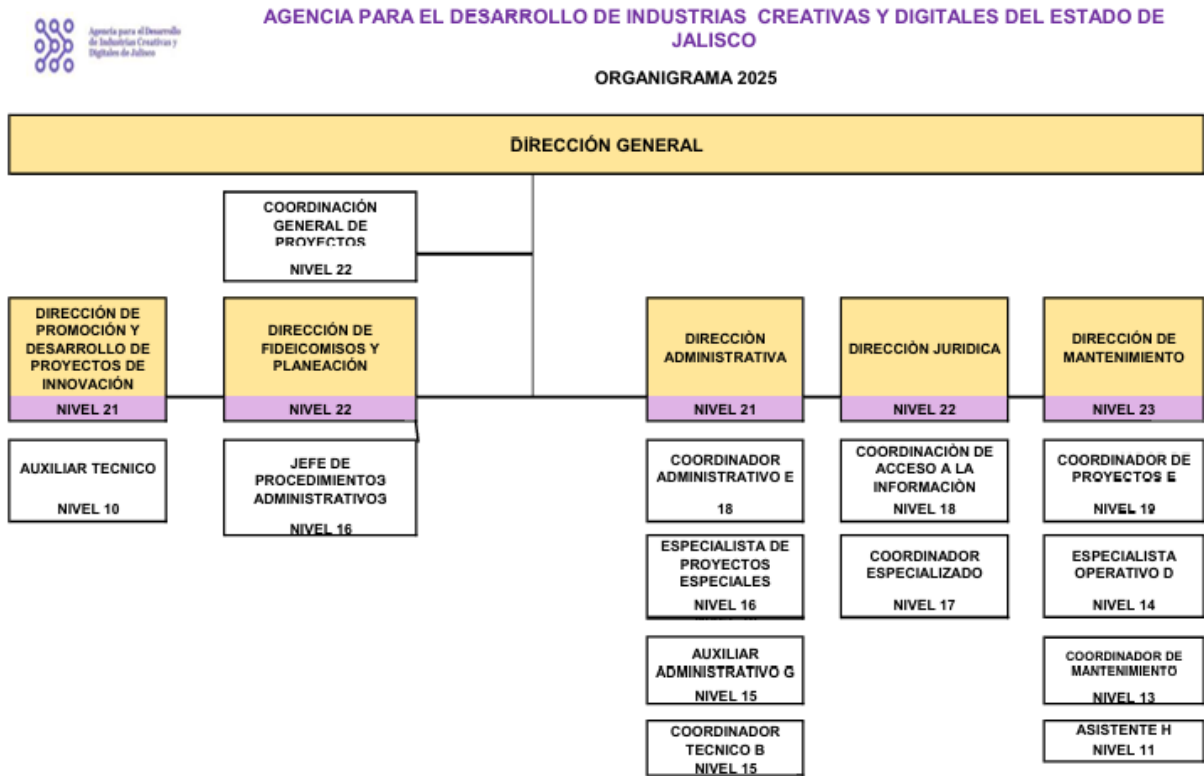 Agencia para el Desarrollo
de Industrias Creativas y
Digitales de Jalisco
AGENCIA PARA EL DESARROLLO DE INDUSTRIAS CREATIVAS Y DIGITALES DEL ESTADO DE
JALISCO
ORGANIGRAMA 2025
DIRECCIÓN GENERAL
COORDINACIÓN
GENERAL DE
PROYECTOS
NIVEL 22
DIRECCIÓN DE
PROMOCIÓN Y
DESARROLLO DE
PROYECTOS DE
INNOVACIÓN
NIVEL 21
AUXILIAR TECNICO
NIVEL 10
DIRECCIÓN DE
FIDEICOMISOS Y
PLANEACIÓN
NIVEL 22
JEFE DE
PROCEDIMIENTOS
ADMINISTRATIVOS
NIVEL 16
DIRECCIÒN
ADMINISTRATIVA
NIVEL 21
COORDINADOR
ADMINISTRATIVO E
18
ESPECIALISTA DE
PROYECTOS
ESPECIALES
NIVEL 16
AUXILIAR
ADMINISTRATIVO G
NIVEL 15
COORDINADOR
TECNICO B
NIVEL 15
DIRECCIÒN JURIDICA
NIVEL 22
COORDINACIÒN DE
ACCESO A LA
INFORMACIÒN
NIVEL 18
COORDINADOR
ESPECIALIZADO
NIVEL 17
DIRECCIÓN DE
MANTENIMIENTO
NIVEL 23
COORDINADOR DE
PROYECTOS E
NIVEL 19
ESPECIALISTA
OPERATIVO D
NIVEL 14
COORDINADOR DE
MANTENIMIENTO
NIVEL 13
ASISTENTE H
NIVEL 11